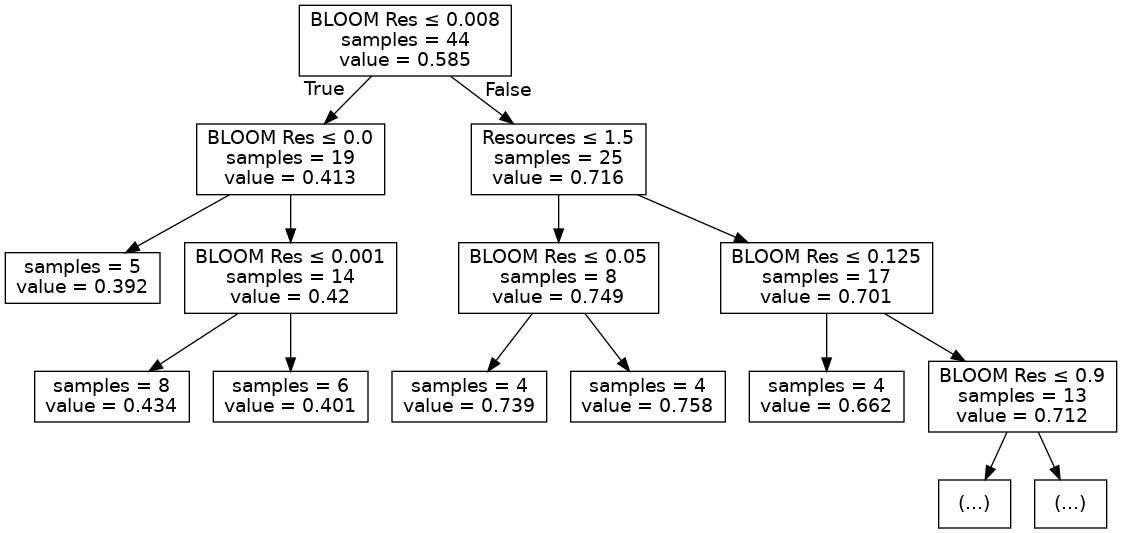 BLOOM Res ≤ 0.008
samples = 44
value = 0.585
True
False
BLOOM Res ≤ 0.0
samples = 19
value = 0.413
Resources ≤ 1.5
samples = 25
value = 0.716
samples = 5
value = 0.392
BLOOM Res ≤ 0.001
samples = 14
value = 0.42
BLOOM Res ≤ 0.05
samples = 8
value = 0.749
BLOOM Res ≤ 0.125
samples = 17
value = 0.701
samples = 8
value = 0.434
samples = 6
value = 0.401
samples = 4
value = 0.739
samples = 4
value = 0.758
samples = 4
value = 0.662
BLOOM Res ≤ 0.9
samples = 13
value = 0.712
(...)
(...)